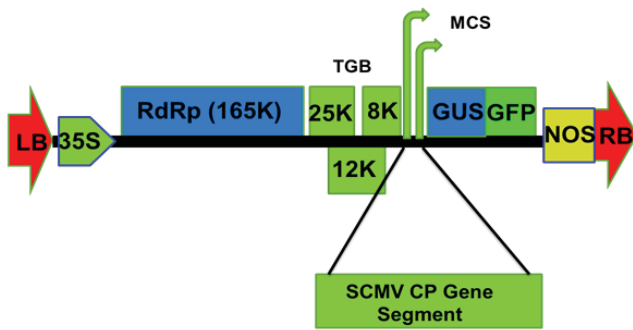 MCS
TGB
RdRp (165K)
25K
8K
GUS
GFP
LB
35S
NOS
RB
12K
SCMV CP Gene
Segment